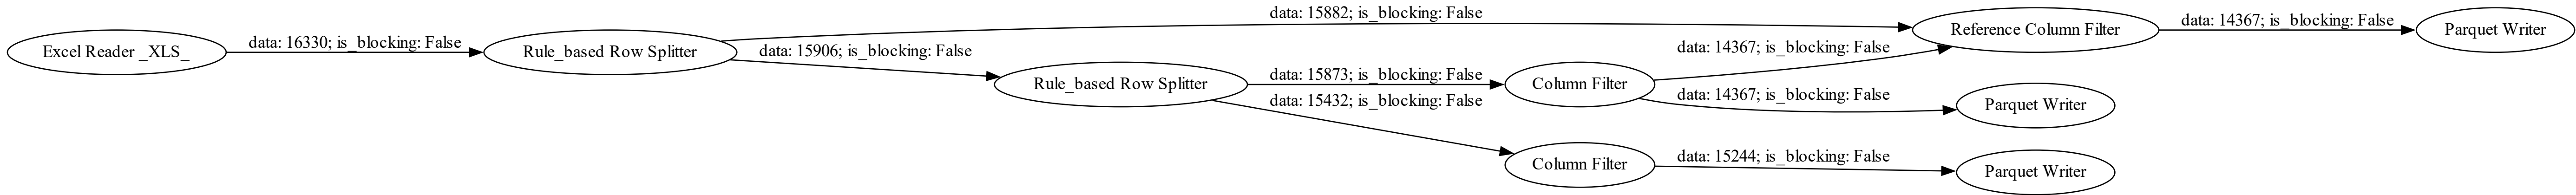 Excel Reader _XLS_
data: 16330; is_blocking: False
Rule_based Row Splitter
data: 15882; is_blocking: False
data: 15906; is_blocking: False
Rule_based Row Splitter
data: 15873; is_blocking: False
data: 15432; is_blocking: False
Column Filter
Column Filter
data: 14367; is_blocking: False
data: 14367; is_blocking: False
data: 15244; is_blocking: False
Reference Column Filter
Parquet Writer
Parquet Writer
data: 14367; is_blocking: False
Parquet Writer